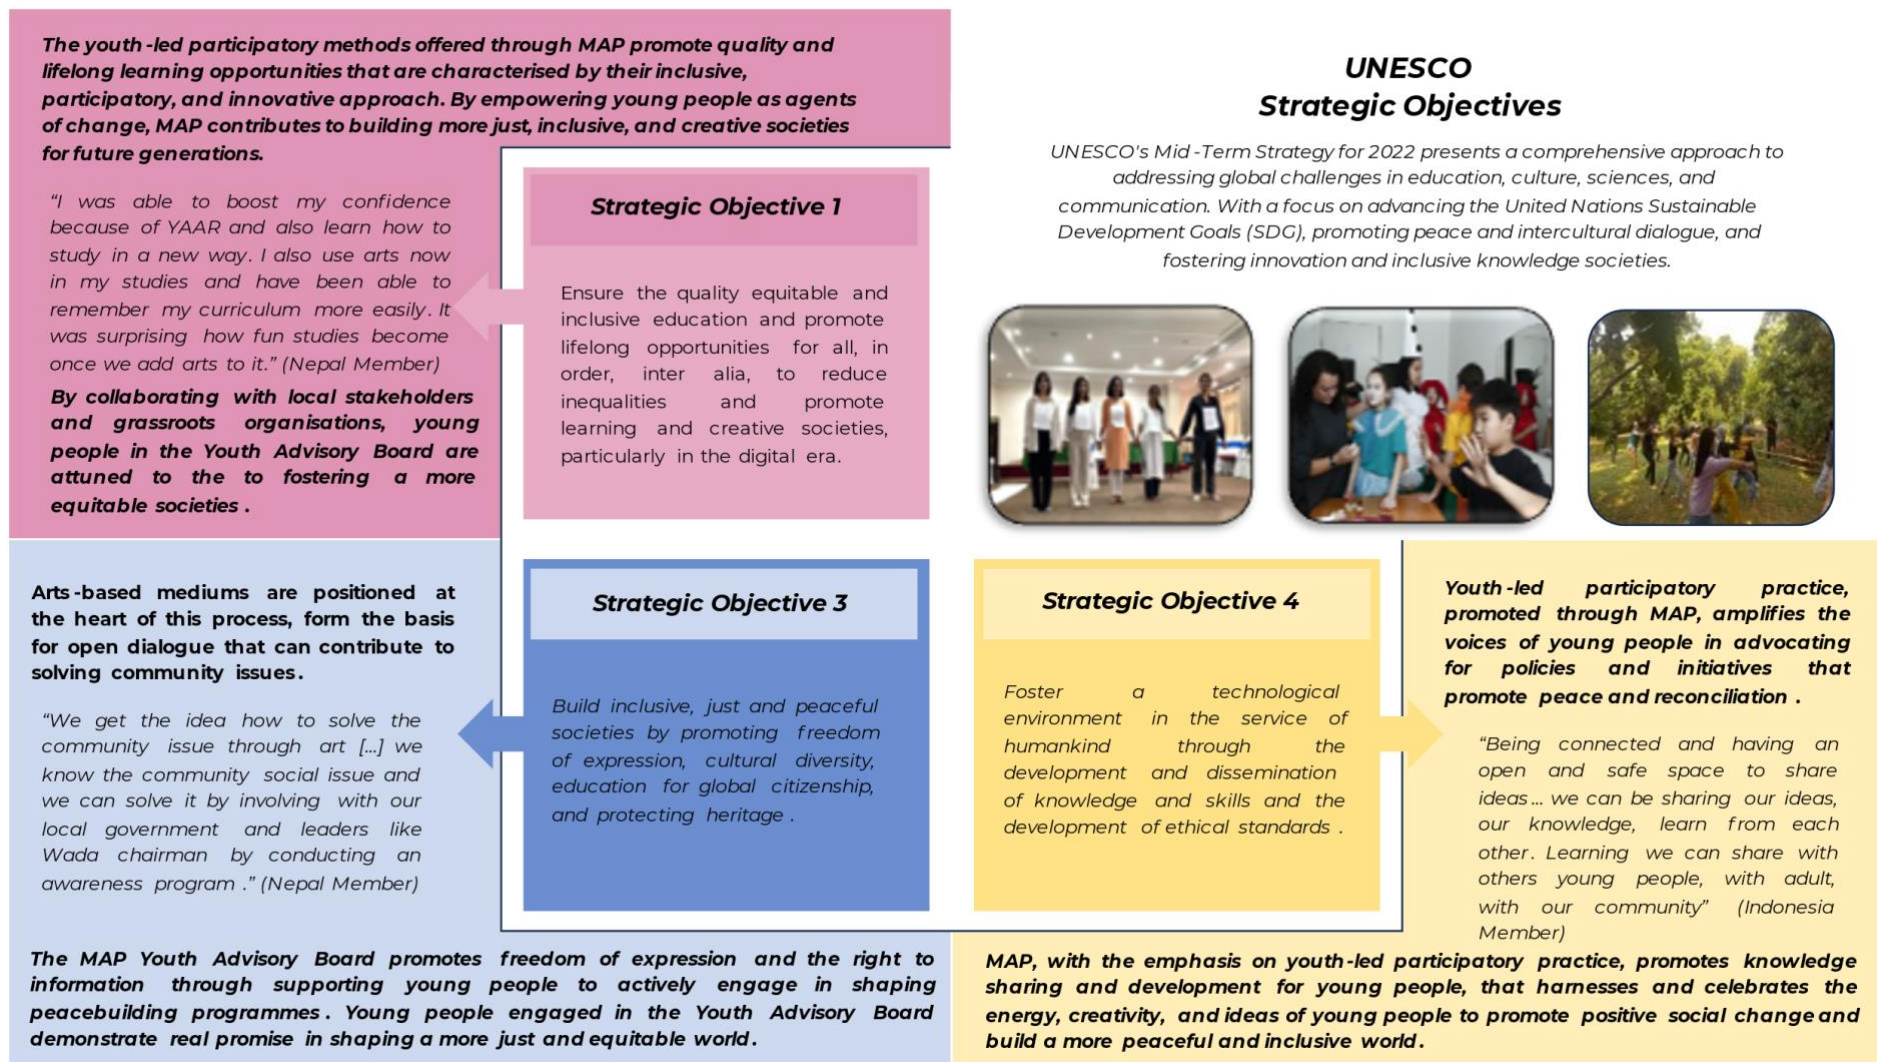 The youth-led participatory methods offered through MAP promote quality and
lifelong learning opportunities that are characterised by their inclusive,
participatory, and innovative approach. By empowering young people as agents
of change, MAP contributes to building more just, inclusive, and creative societies
for future generations.
“I was able to boost my confidence
because of YAAR and also learn how to
study in a new way. I also use arts now
in my studies and have been able to
remember my curriculum more easily. It
was surprising how fun studies become
once we add arts to it.” (Nepal Member)
By collaborating with local stakeholders
and grassroots organisations, young
people in the Youth Advisory Board are
attuned to the to fostering a more
equitable societies.
Strategic Objective 1
Ensure the quality equitable and
inclusive education and promote
lifelong opportunities for all, in
order, inter alia, to reduce
inequalities and promote
learning and creative societies,
particularly in the digital era.
UNESCO
Strategic Objectives
UNESCO's Mid-Term Strategy for 2022 presents a comprehensive approach to
addressing global challenges in education, culture, sciences, and
communication. With a focus on advancing the United Nations Sustainable
Development Goals (SDG), promoting peace and intercultural dialogue, and
fostering innovation and inclusive knowledge societies.
Arts-based mediums are positioned at
the heart of this process, form the basis
for open dialogue that can contribute to
solving community issues.
“We get the idea how to solve the
community issue through art [...] we
know the community social issue and
we can solve it by involving with our
local government and leaders like
Wada chairman by conducting an
awareness program.” (Nepal Member)
Strategic Objective 3
Build inclusive, just and peaceful
societies by promoting freedom
of expression, cultural diversity,
education for global citizenship,
and protecting heritage.
The MAP Youth Advisory Board promotes freedom of expression and the right to
information through supporting young people to actively engage in shaping
peacebuilding programmes. Young people engaged in the Youth Advisory Board
demonstrate real promise in shaping a more just and equitable world.
Strategic Objective 4
Foster a technological
environment in the service of
humankind through the
development and dissemination
of knowledge and skills and the
development of ethical standards.
Youth-led participatory practice,
promoted through MAP, amplifies the
voices of young people in advocating
for policies and initiatives that
promote peace and reconciliation.
“Being connected and having an
open and safe space to share
ideas... we can be sharing our ideas,
our knowledge, learn from each
other. Learning we can share with
others young people, with adult,
with our community” (Indonesia
Member)
MAP, with the emphasis on youth-led participatory practice, promotes knowledge
sharing and development for young people, that harnesses and celebrates the
energy, creativity, and ideas of young people to promote positive social change and
build a more peaceful and inclusive world.